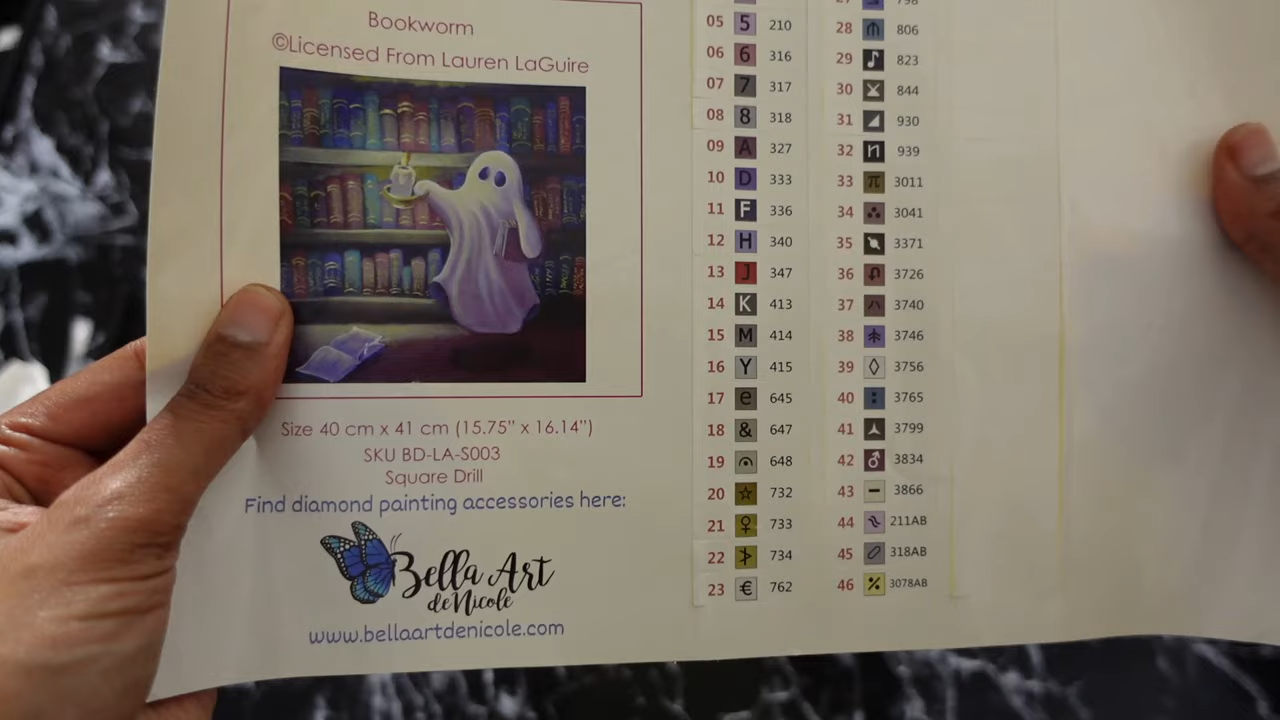 Bookworm
©Licensed From Lauren LaGuire
Size 40 cm x 41 cm (15.75" x 16.14")
SKU BD-LA-S003
Square Drill
Find diamond painting accessories here:
Bella Art
deNicole
www.bellaartdenicole.com
05 5 210
06 6 316
07 7 317
08 8 318
09 A 327
10 D 333
11 F 336
12 H 340
13 J 347
14 K 413
15 M 414
16 Y 415
17 e 645
18 & 647
19 648
20 ☆ 732
21 ♀ 733
22 734
23 € 762
28 806
29 ♪ 823
30 844
31 ◢ 930
32 n 939
33 π 3011
34 3041
35 3371
36 3726
37 3740
38 3746
39 ◊ 3756
40 : 3765
41 3799
42 ♂ 3834
43 - 3866
44 211AB
45 318AB
46 % 3078AB